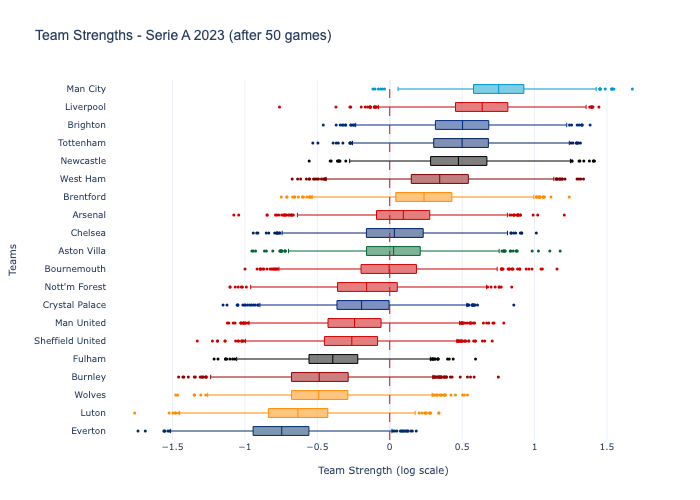 Team Strengths - Serie A 2023 (after 50 games)
Man City
Liverpool
Brighton
Tottenham
Newcastle
West Ham
Brentford
Arsenal
Chelsea
Aston Villa
Bournemouth
Nott'm Forest
Crystal Palace
Man United
Sheffield United
Fulham
Burnley
Wolves
Luton
Everton
Teams
−1.5 −1 −0.5 0 0.5 1 1.5
Team Strength (log scale)